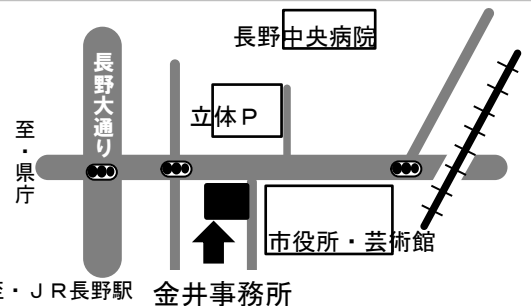 長野中央病院
長野大通り
立体Ｐ
至・県庁
市役所・芸術館
至・ＪＲ長野駅
金井事務所